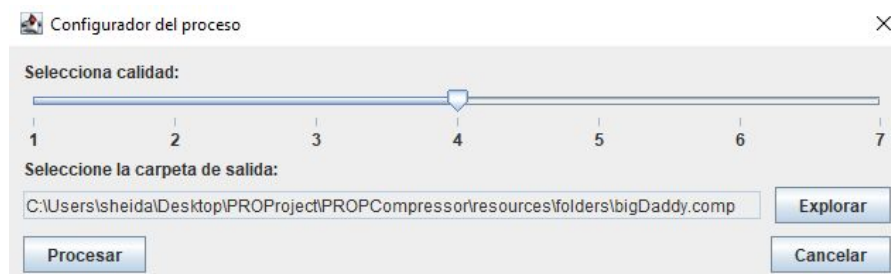 Configurador del proceso
Selecciona calidad:
1 2 3 4 5 6 7
Seleccione la carpeta de salida:
C:\Users\sheida\Desktop\PROProject\PROPCompressor\resources\folders\bigDaddy.comp Explorar
Procesar Cancelar